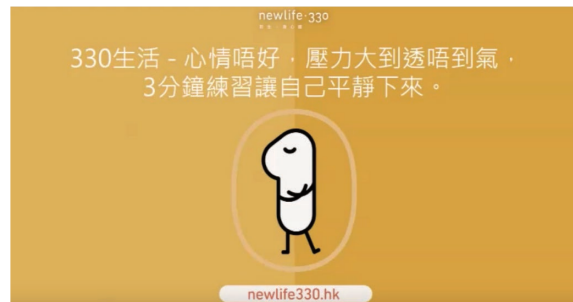 newlife·330
330生活 - 心情唔好，壓力大到透唔到氣，
3分鐘練習讓自己平靜下來。
newlife330.hk